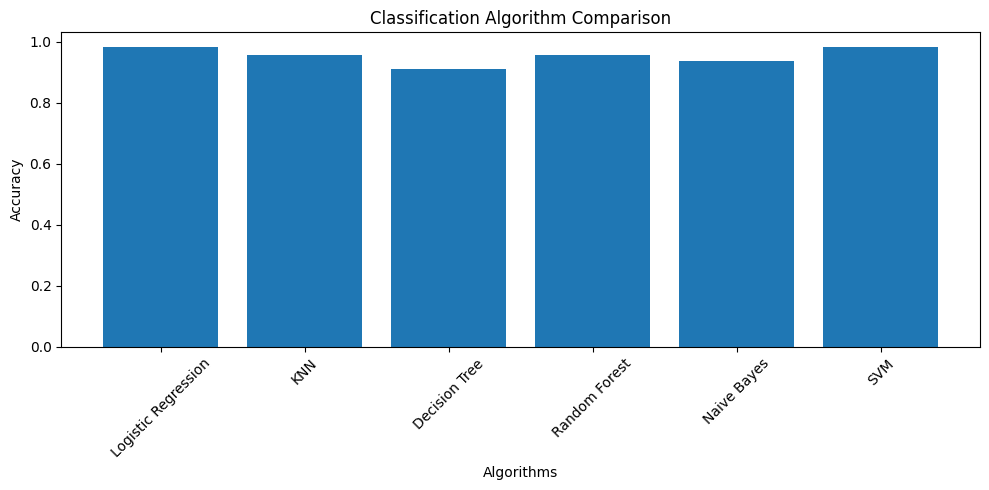 Classification Algorithm Comparison
1.0
0.8
0.6
0.4
0.2
0.0
Accuracy
Logistic Regression
KNN
Decision Tree
Random Forest
Naive Bayes
SVM
Algorithms